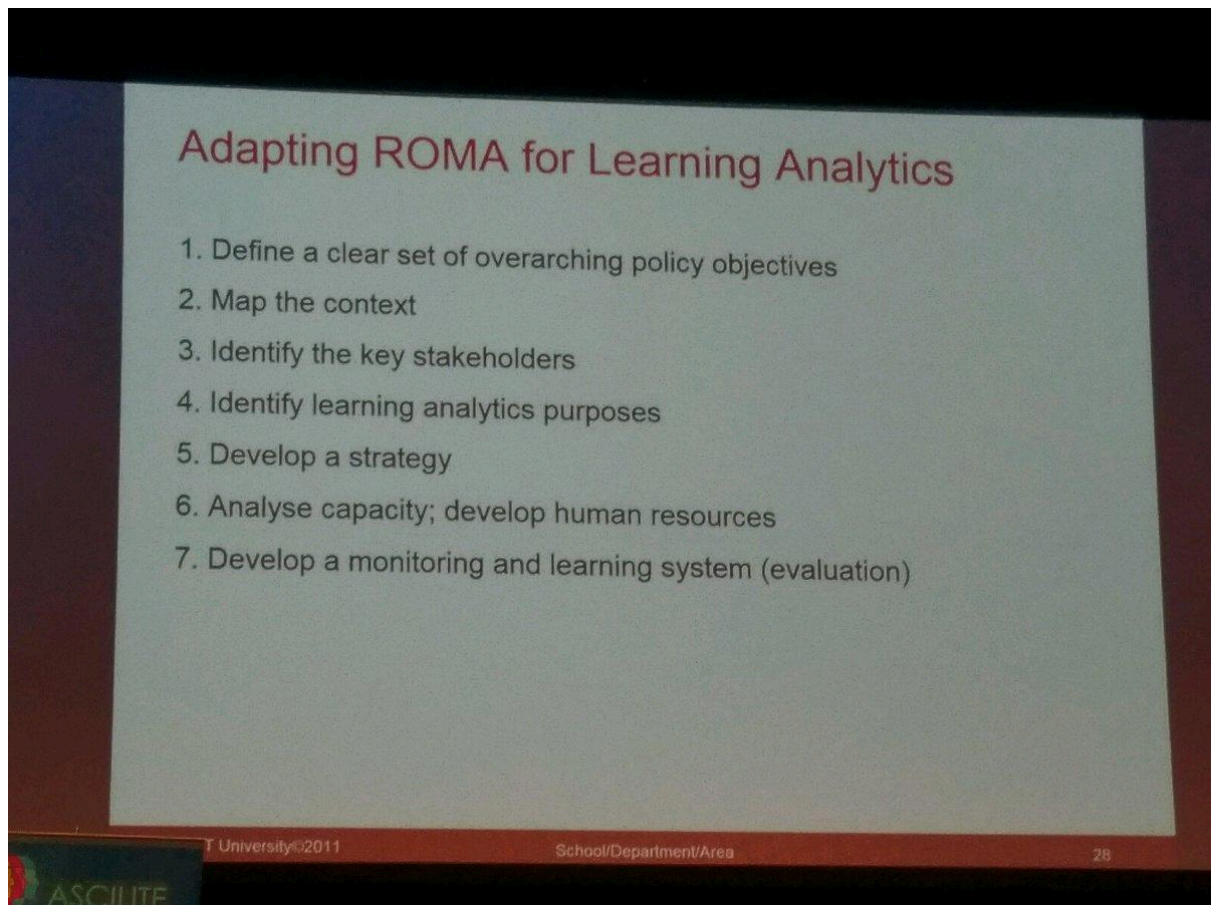 Adapting ROMA for Learning Analytics
1. Define a clear set of overarching policy objectives
2. Map the context
3. Identify the key stakeholders
4. Identify learning analytics purposes
5. Develop a strategy
6. Analyse capacity; develop human resources
7. Develop a monitoring and learning system (evaluation)
T University©2011
School/Department/Area
28
ASCILITE